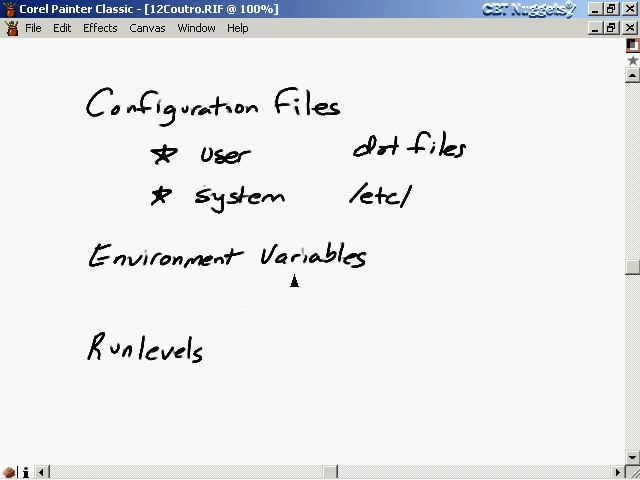 Corel Painter Classic - [12Coutro.RIF @ 100%]
CBT Nuggets
File Edit Effects Canvas Window Help
Configuration Files
* user dot files
* system /etc/
Environment Variables
Runlevels